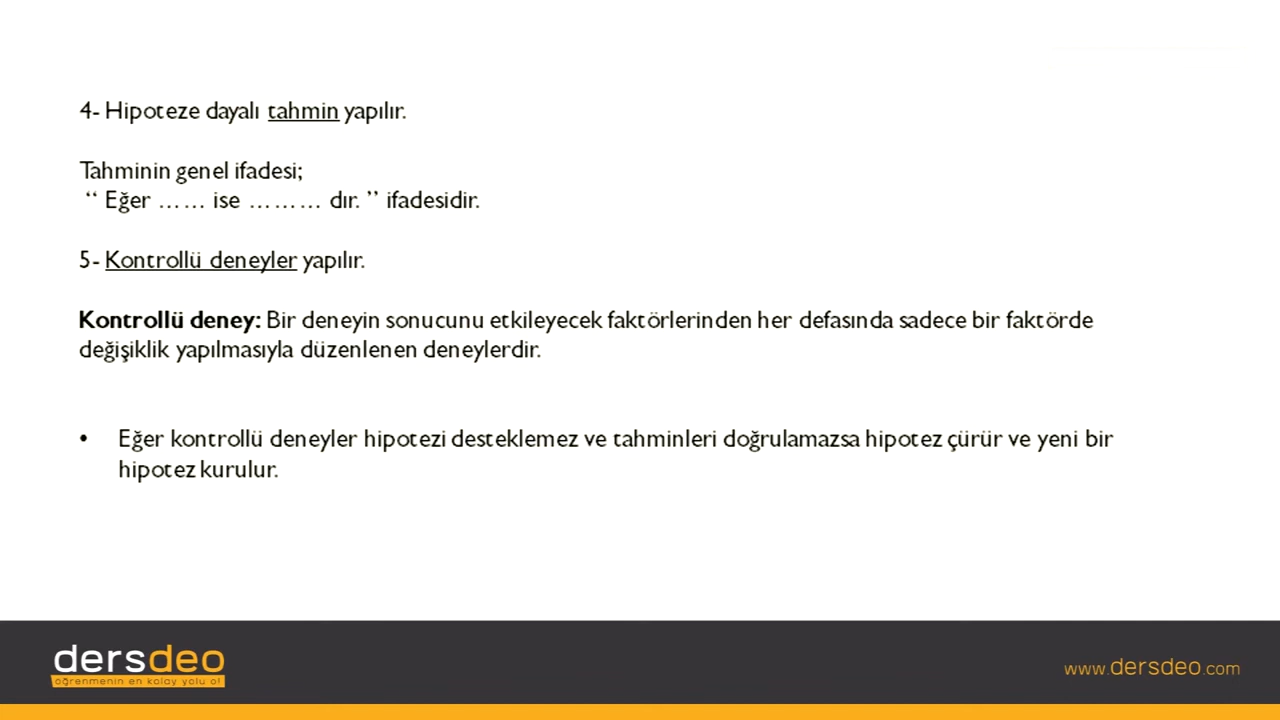 4- Hipoteze dayalı tahmin yapılır.
Tahminin genel ifadesi;
“ Eğer …… ise ……… dır. ” ifadesidir.
5- Kontrollü deneyler yapılır.
Kontrollü deney: Bir deneyin sonucunu etkileyecek faktörlerinden her defasında sadece bir faktörde
değişiklik yapılmasıyla düzenlenen deneylerdir.
• Eğer kontrollü deneyler hipotezi desteklemez ve tahminleri doğrulamazsa hipotez çürür ve yeni bir
hipotez kurulur.
dersdeo
öğrenmenin en kolay yolu o!
www.dersdeo.com